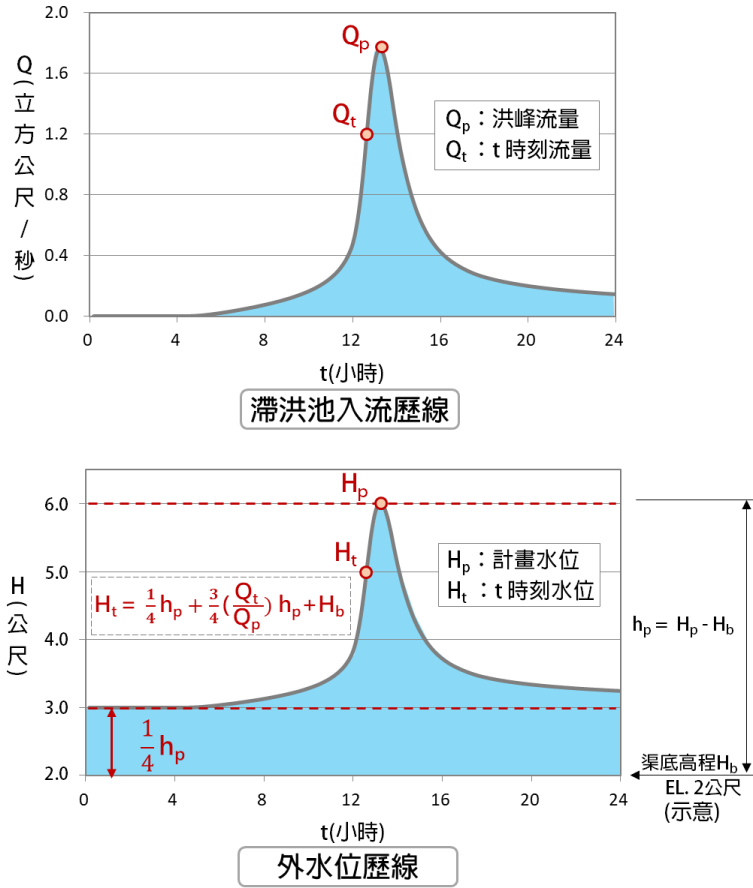 2.0
1.6
1.2
0.8
0.4
0.0
Q(立方公尺/秒)
Qp
Qt
Qp：洪峰流量
Qt：t 時刻流量
0 4 8 12 16 20 24
t(小時)
滯洪池入流歷線
6.0
5.0
4.0
3.0
2.0
H(公尺)
Hp
Ht
Hp：計畫水位
Ht：t 時刻水位
Ht = 1/4 hp + 3/4 (Qt/Qp) hp + Hb
hp = Hp - Hb
1/4 hp
渠底高程Hb
EL. 2公尺
(示意)
0 4 8 12 16 20 24
t(小時)
外水位歷線